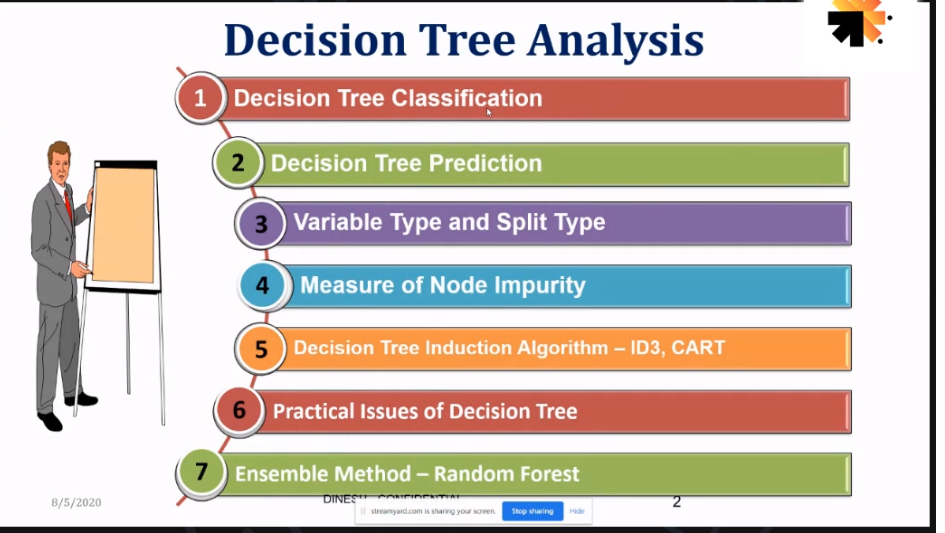 Decision Tree Analysis
1 Decision Tree Classification
2 Decision Tree Prediction
3 Variable Type and Split Type
4 Measure of Node Impurity
5 Decision Tree Induction Algorithm – ID3, CART
6 Practical Issues of Decision Tree
7 Ensemble Method – Random Forest
8/5/2020 DINESH CONFIDENTIAL 2
streamyard.com is sharing your screen. Stop sharing Hide